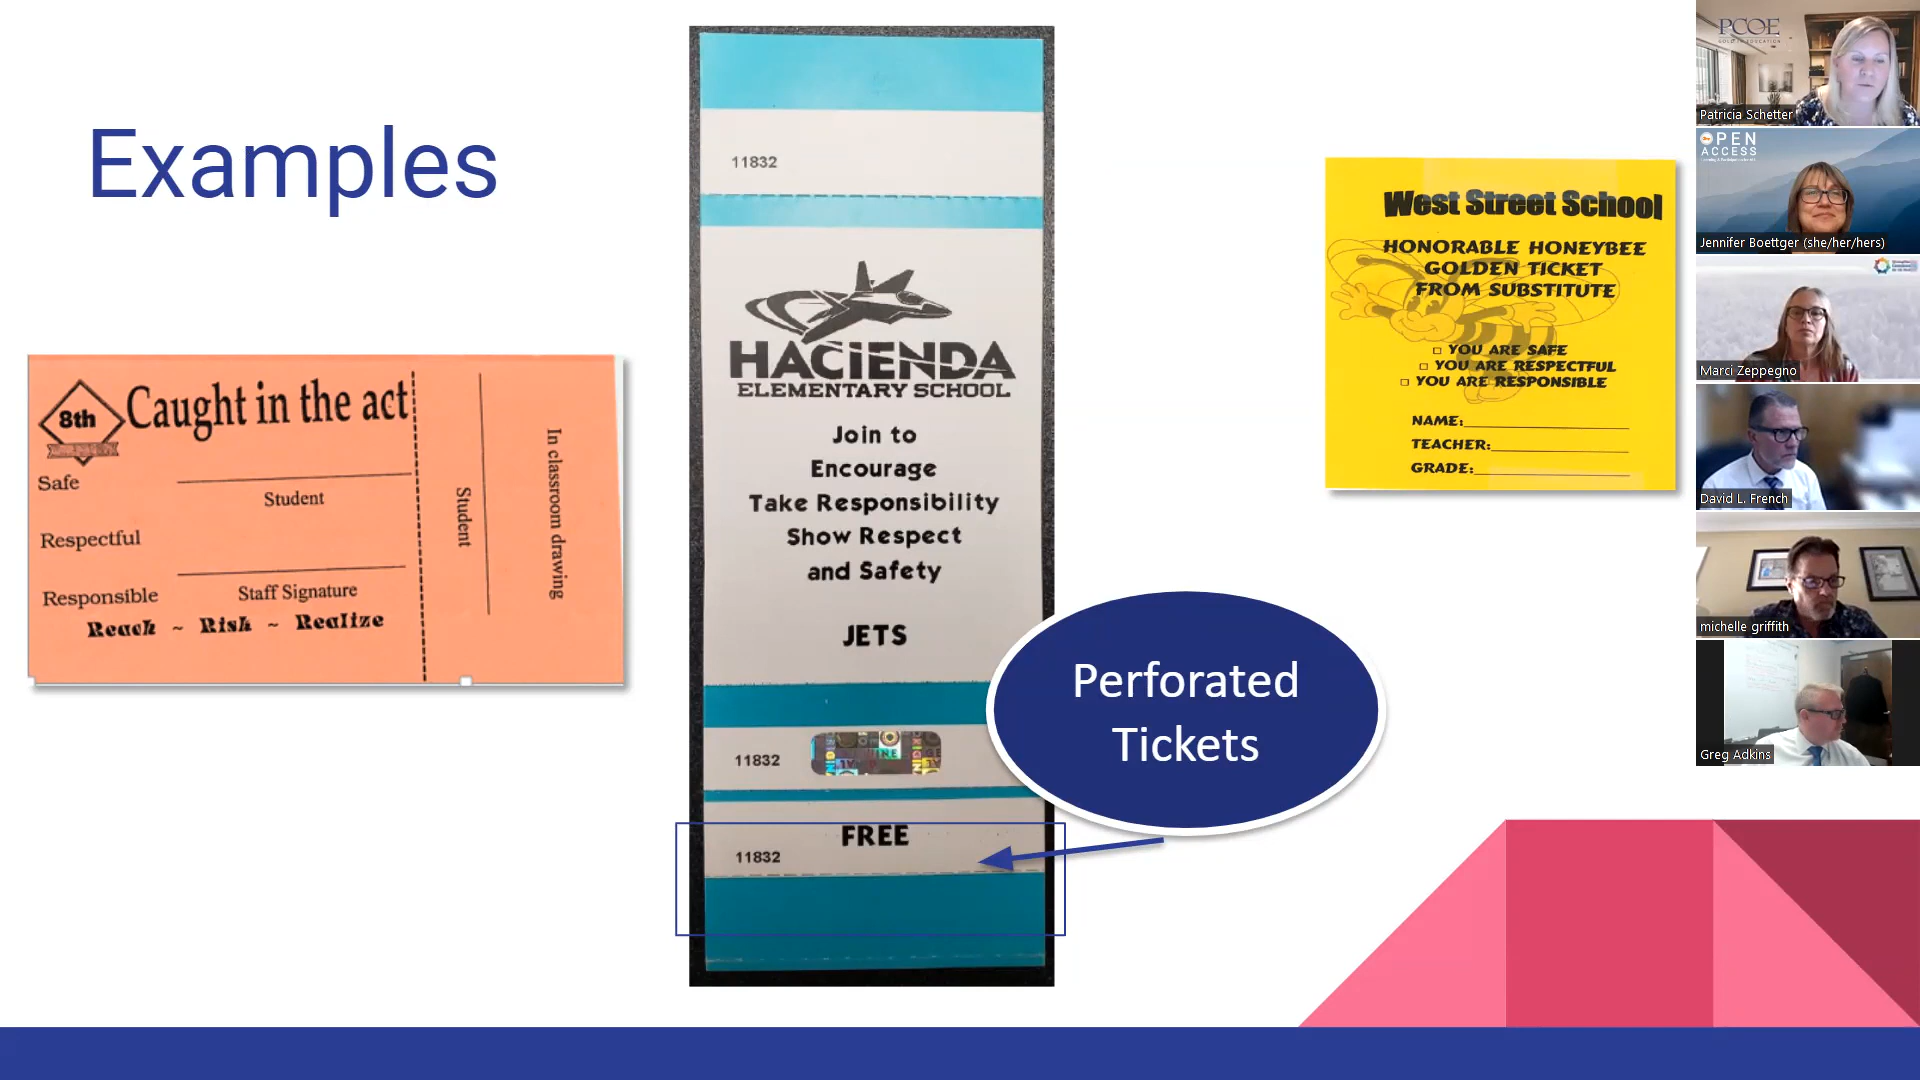 Examples
8th
Caught in the act
Safe
Student
Respectful
Responsible
Staff Signature
Reach ~ Risk ~ Realize
Student
In classroom drawing
11832
HACIENDA
ELEMENTARY SCHOOL
Join to
Encourage
Take Responsibility
Show Respect
and Safety
JETS
11832
FREE
11832
Perforated
Tickets
West Street School
HONORABLE HONEYBEE
GOLDEN TICKET
FROM SUBSTITUTE
YOU ARE SAFE
YOU ARE RESPECTFUL
YOU ARE RESPONSIBLE
NAME:
TEACHER:
GRADE:
PCOE
Patricia Schetter
OPEN
ACCESS
Jennifer Boettger (she/her/hers)
Marci Zeppegno
David L. French
michelle griffith
Greg Adkins